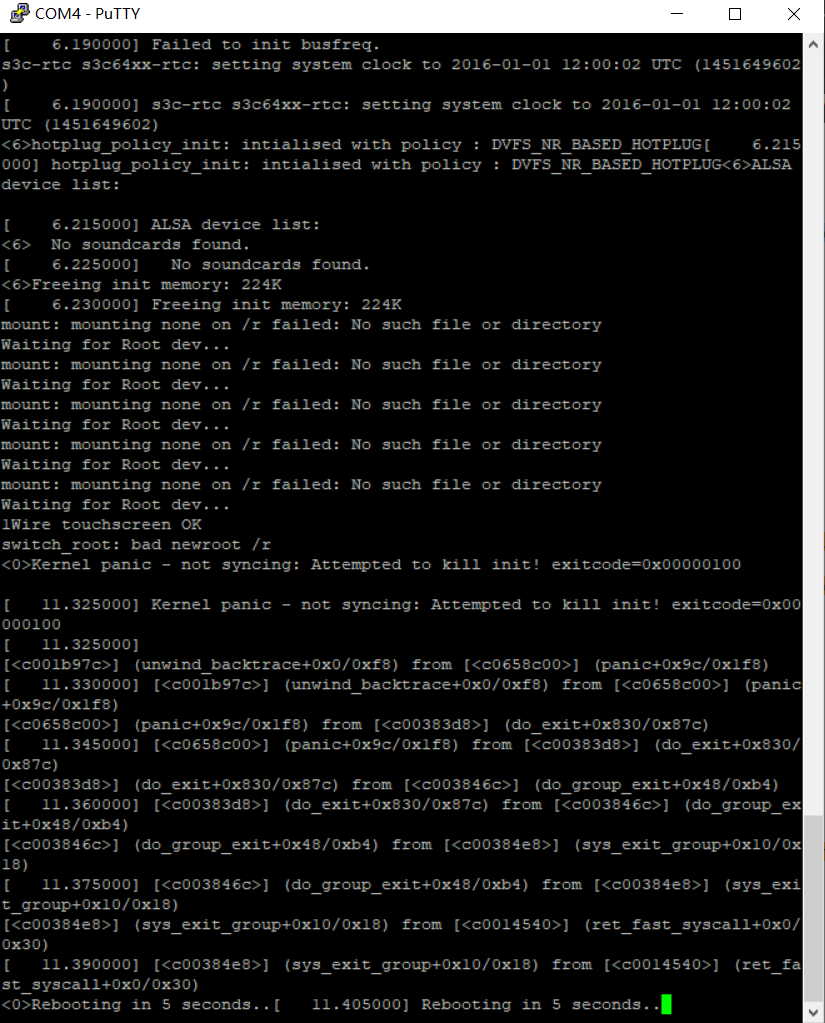 COM4 - PuTTY
[    6.190000] Failed to init busfreq.
s3c-rtc s3c64xx-rtc: setting system clock to 2016-01-01 12:00:02 UTC (1451649602
)
[    6.190000] s3c-rtc s3c64xx-rtc: setting system clock to 2016-01-01 12:00:02
UTC (1451649602)
<6>hotplug_policy_init: intialised with policy : DVFS_NR_BASED_HOTPLUG[    6.215
000] hotplug_policy_init: intialised with policy : DVFS_NR_BASED_HOTPLUG<6>ALSA
device list:
[    6.215000] ALSA device list:
<6>  No soundcards found.
[    6.225000]   No soundcards found.
<6>Freeing init memory: 224K
[    6.230000] Freeing init memory: 224K
mount: mounting none on /r failed: No such file or directory
Waiting for Root dev...
mount: mounting none on /r failed: No such file or directory
Waiting for Root dev...
mount: mounting none on /r failed: No such file or directory
Waiting for Root dev...
mount: mounting none on /r failed: No such file or directory
Waiting for Root dev...
mount: mounting none on /r failed: No such file or directory
Waiting for Root dev...
1Wire touchscreen OK
switch_root: bad newroot /r
<0>Kernel panic - not syncing: Attempted to kill init! exitcode=0x00000100
[   11.325000] Kernel panic - not syncing: Attempted to kill init! exitcode=0x00
000100
[   11.325000]
[<c001b97c>] (unwind_backtrace+0x0/0xf8) from [<c0658c00>] (panic+0x9c/0x1f8)
[   11.330000] [<c001b97c>] (unwind_backtrace+0x0/0xf8) from [<c0658c00>] (panic
+0x9c/0x1f8)
[<c0658c00>] (panic+0x9c/0x1f8) from [<c00383d8>] (do_exit+0x830/0x87c)
[   11.345000] [<c0658c00>] (panic+0x9c/0x1f8) from [<c00383d8>] (do_exit+0x830/
0x87c)
[<c00383d8>] (do_exit+0x830/0x87c) from [<c003846c>] (do_group_exit+0x48/0xb4)
[   11.360000] [<c00383d8>] (do_exit+0x830/0x87c) from [<c003846c>] (do_group_ex
it+0x48/0xb4)
[<c003846c>] (do_group_exit+0x48/0xb4) from [<c00384e8>] (sys_exit_group+0x10/0x
18)
[   11.375000] [<c003846c>] (do_group_exit+0x48/0xb4) from [<c00384e8>] (sys_exi
t_group+0x10/0x18)
[<c00384e8>] (sys_exit_group+0x10/0x18) from [<c0014540>] (ret_fast_syscall+0x0/
0x30)
[   11.390000] [<c00384e8>] (sys_exit_group+0x10/0x18) from [<c0014540>] (ret_fa
st_syscall+0x0/0x30)
<0>Rebooting in 5 seconds..[   11.405000] Rebooting in 5 seconds..